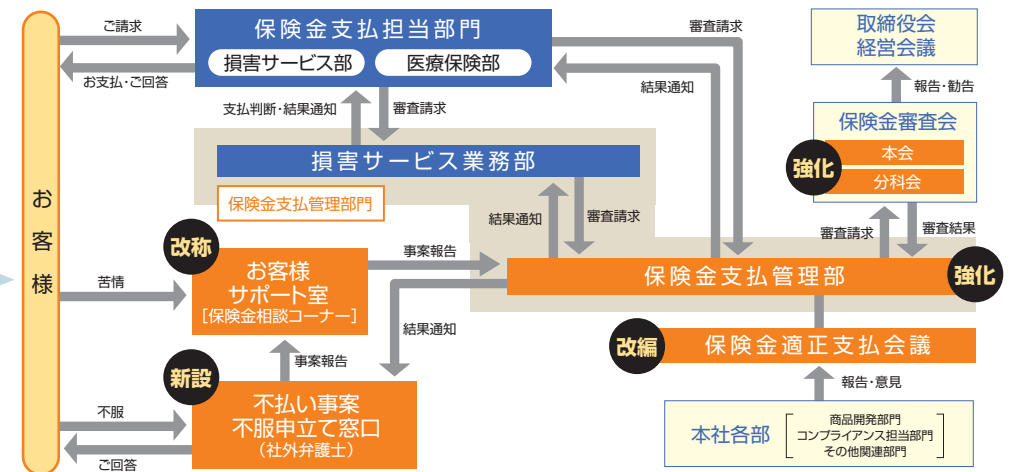 お客様
ご請求
お支払・ご回答
保険金支払担当部門
損害サービス部
医療保険部
審査請求
結果通知
取締役会
経営会議
報告・勧告
保険金審査会
強化
本会
分科会
支払判断・結果通知
審査請求
損害サービス業務部
保険金支払管理部門
結果通知
審査請求
審査請求
審査結果
改称
お客様
サポート室
[保険金相談コーナー]
苦情
事案報告
保険金支払管理部
強化
結果通知
改編
保険金適正支払会議
事案報告
新設
不払い事案
不服申立て窓口
（社外弁護士）
不服
ご回答
報告・意見
本社各部
商品開発部門
コンプライアンス担当部門
その他関連部門